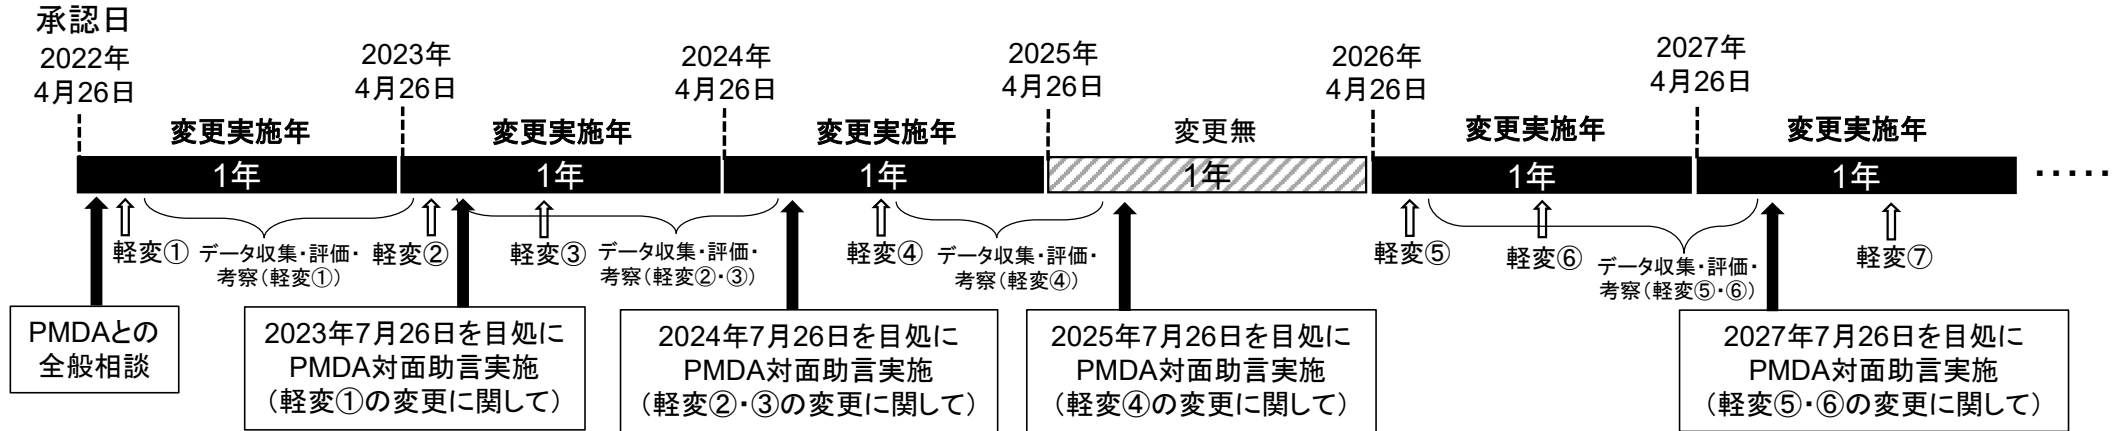 承認日
2022年
4月26日
2023年
4月26日
2024年
4月26日
2025年
4月26日
2026年
4月26日
2027年
4月26日
変更実施年
変更実施年
変更実施年
変更無
変更実施年
変更実施年
1年
1年
1年
1年
1年
1年
・・・・・
軽変①
データ収集・評価・
考察(軽変①)
軽変②
軽変③
データ収集・評価・
考察(軽変②・③)
軽変④
データ収集・評価・
考察(軽変④)
軽変⑤
軽変⑥
データ収集・評価・
考察(軽変⑤・⑥)
軽変⑦
PMDAとの
全般相談
2023年7月26日を目処に
PMDA対面助言実施
(軽変①の変更に関して)
2024年7月26日を目処に
PMDA対面助言実施
(軽変②・③の変更に関して)
2025年7月26日を目処に
PMDA対面助言実施
(軽変④の変更に関して)
2027年7月26日を目処に
PMDA対面助言実施
(軽変⑤・⑥の変更に関して)